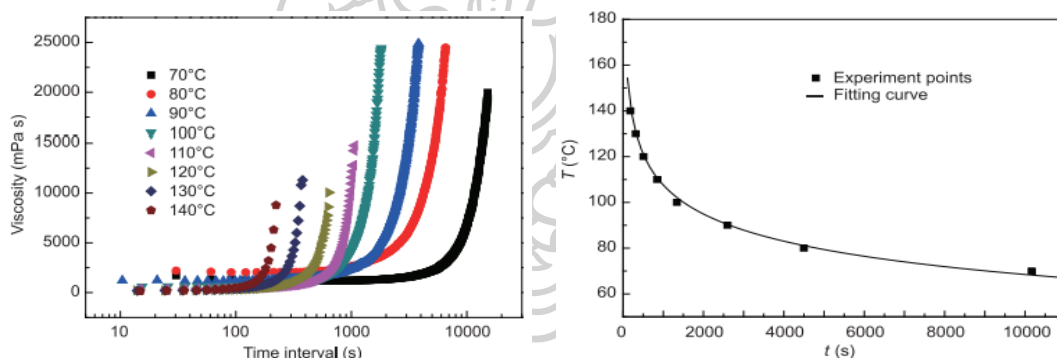 25000
20000
15000
10000
5000
0
Viscosity (mPa s)
70°C
80°C
90°C
100°C
110°C
120°C
130°C
140°C
10
100
1000
10000
Time interval (s)
180
160
140
120
100
80
60
T (°C)
Experiment points
Fitting curve
0
2000
4000
6000
8000
10000
t (s)